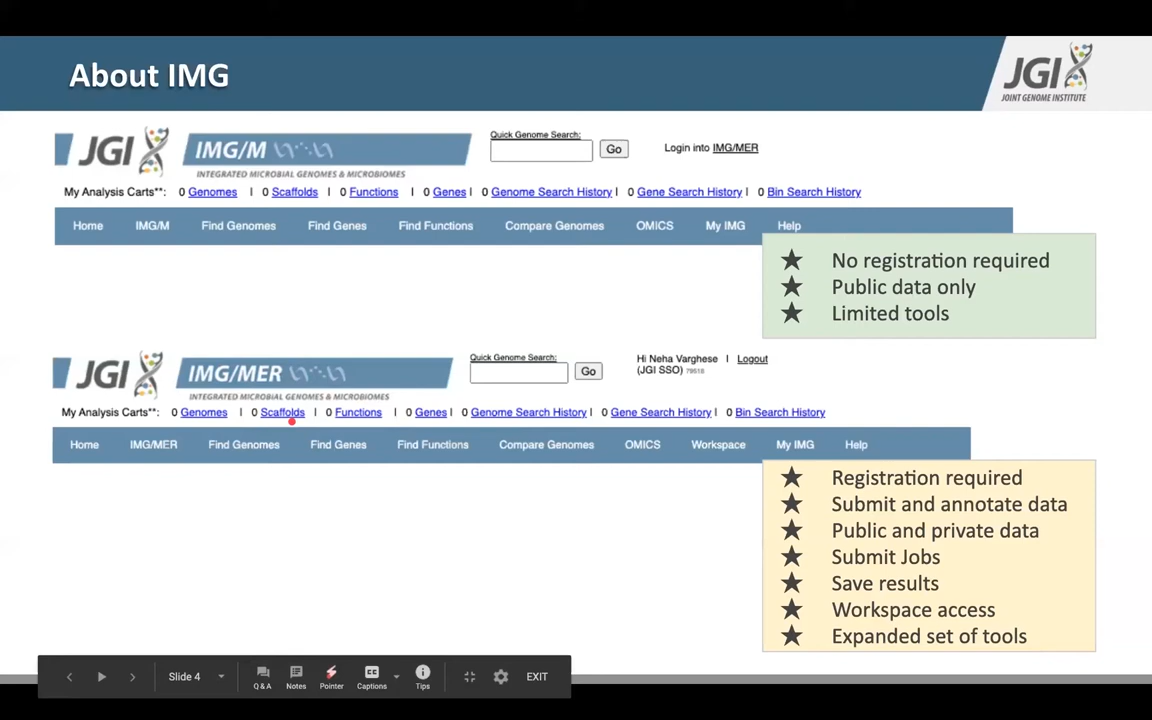 About IMG
JGI
JOINT GENOME INSTITUTE
JGI
IMG/M
INTEGRATED MICROBIAL GENOMES & MICROBIOMES
Quick Genome Search:
Go
Login into IMG/MER
My Analysis Carts**: 0 Genomes | 0 Scaffolds | 0 Functions | 0 Genes | 0 Genome Search History | 0 Gene Search History | 0 Bin Search History
Home IMG/M Find Genomes Find Genes Find Functions Compare Genomes OMICS My IMG Help
★ No registration required
★ Public data only
★ Limited tools
JGI
IMG/MER
INTEGRATED MICROBIAL GENOMES & MICROBIOMES
Quick Genome Search:
Go
Hi Neha Varghese | Logout
(JGI SSO) 79518
My Analysis Carts**: 0 Genomes | 0 Scaffolds | 0 Functions | 0 Genes | 0 Genome Search History | 0 Gene Search History | 0 Bin Search History
Home IMG/MER Find Genomes Find Genes Find Functions Compare Genomes OMICS Workspace My IMG Help
★ Registration required
★ Submit and annotate data
★ Public and private data
★ Submit Jobs
★ Save results
★ Workspace access
★ Expanded set of tools
Slide 4 Q & A Notes Pointer Captions Tips EXIT